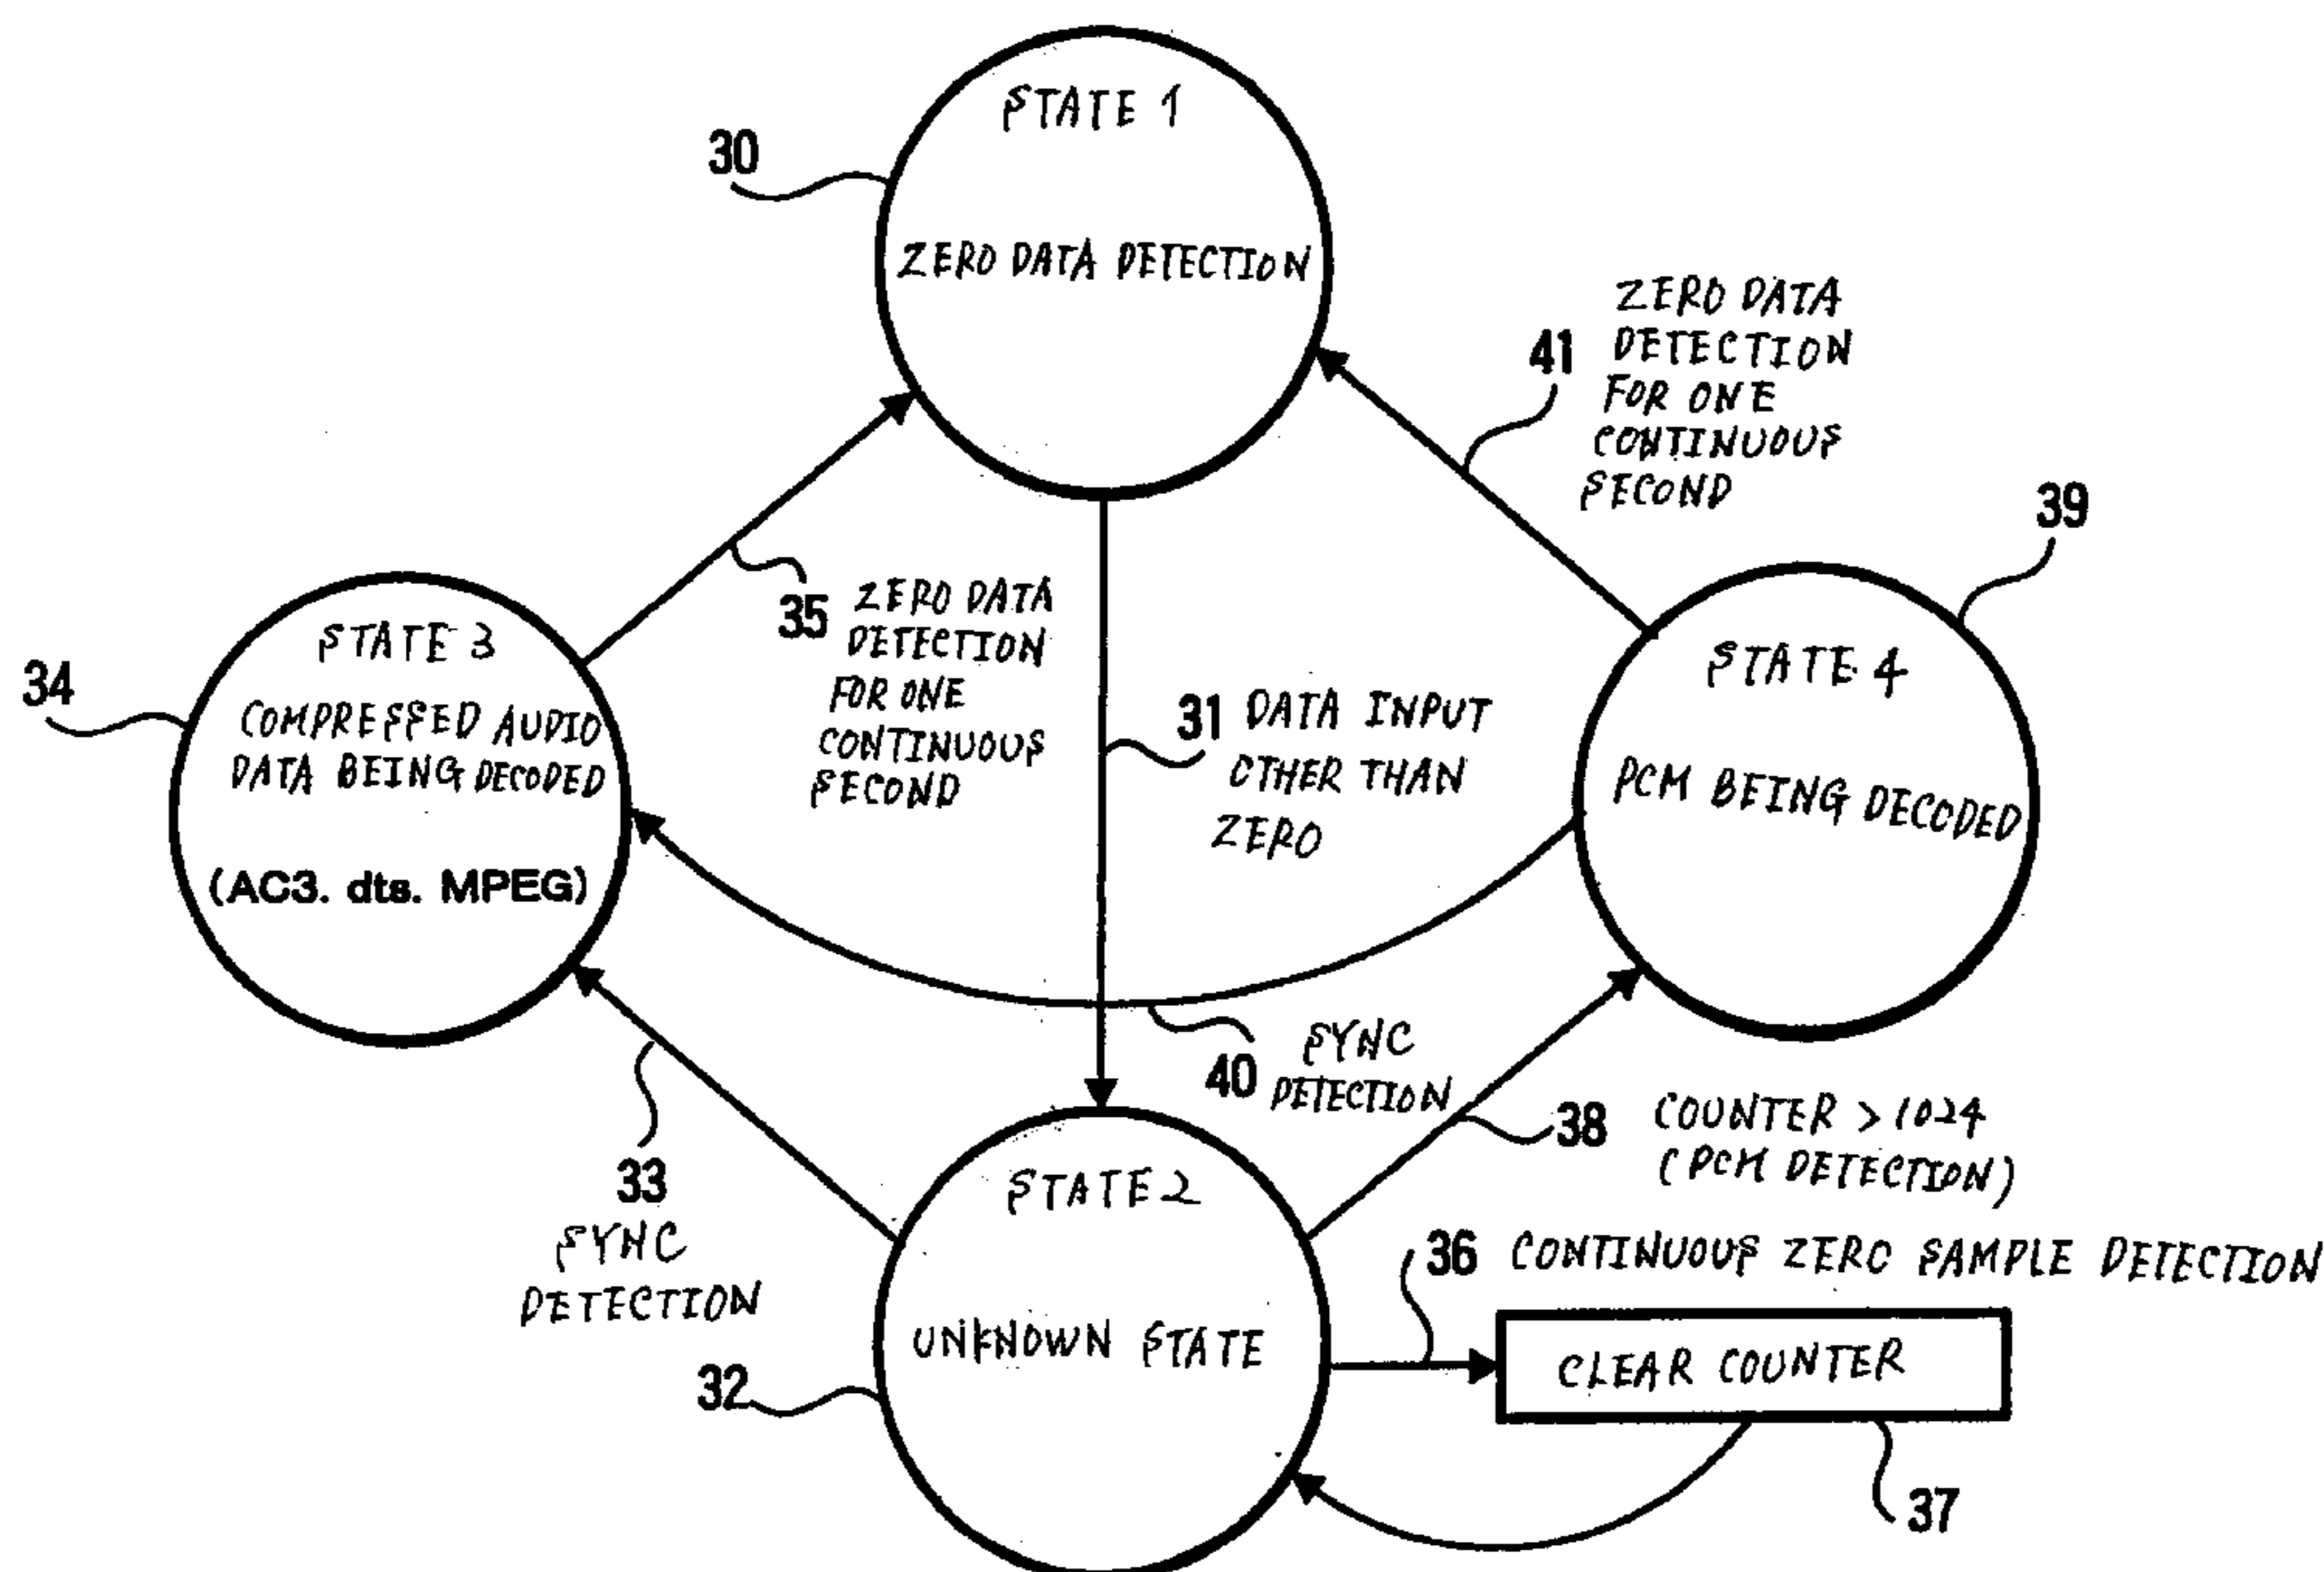 STATE 1
30
ZERO DATA DETECTION
ZERO DATA
41 DETECTION
FOR ONE
CONTINUOUS
SECOND
39
35 ZERO DATA
DETECTION
FOR ONE
CONTINUOUS
SECOND
STATE 3
34
COMPRESSED AUDIO
DATA BEING DECODED
(AC3. dts. MPEG)
31 DATA INPUT
OTHER THAN
ZERO
STATE 4
PCM BEING DECODED
40 SYNC
DETECTION
38 COUNTER > 1024
(PCM DETECTION)
33
SYNC
DETECTION
STATE 2
UNKNOWN STATE
32
36 CONTINUOUS ZERO SAMPLE DETECTION
CLEAR COUNTER
37